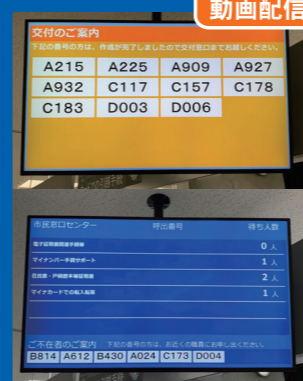 動画配信
交付のご案内
下記の番号の方は、作成が完了しましたので交付窓口までお越しください。
A215 A225 A909 A927
A932 C117 C157 C178
C183 D003 D006
市民窓口センター 呼出番号 待ち人数
電子証明書関連手続等 0人
マイナンバー手続サポート 1人
住民票・戸籍謄本等証明書 2人
マイナカードでの転入転居 1人
ご不在者のご案内 下記の番号の方は、お近くの職員にお申し出ください。
B814 A612 B430 A024 C173 D004